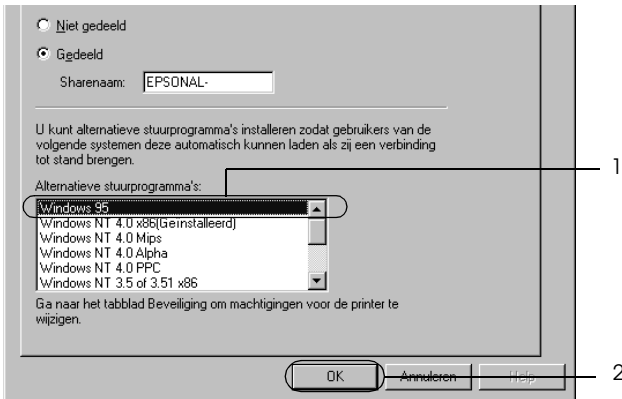 Niet gedeeld
Gedeeld
Sharenaam: EPSONAL-
U kunt alternatieve stuurprogramma's installeren zodat gebruikers van de
volgende systemen deze automatisch kunnen laden als zij een verbinding
tot stand brengen.
1
Alternatieve stuurprogramma's:
Windows 95
Windows NT 4.0 x86(Geïnstalleerd)
Windows NT 4.0 Mips
Windows NT 4.0 Alpha
Windows NT 4.0 PPC
Windows NT 3.5 of 3.51 x86
Ga naar het tabblad Beveiliging om machtigingen voor de printer te
wijzigen.
OK Annuleren Help 2